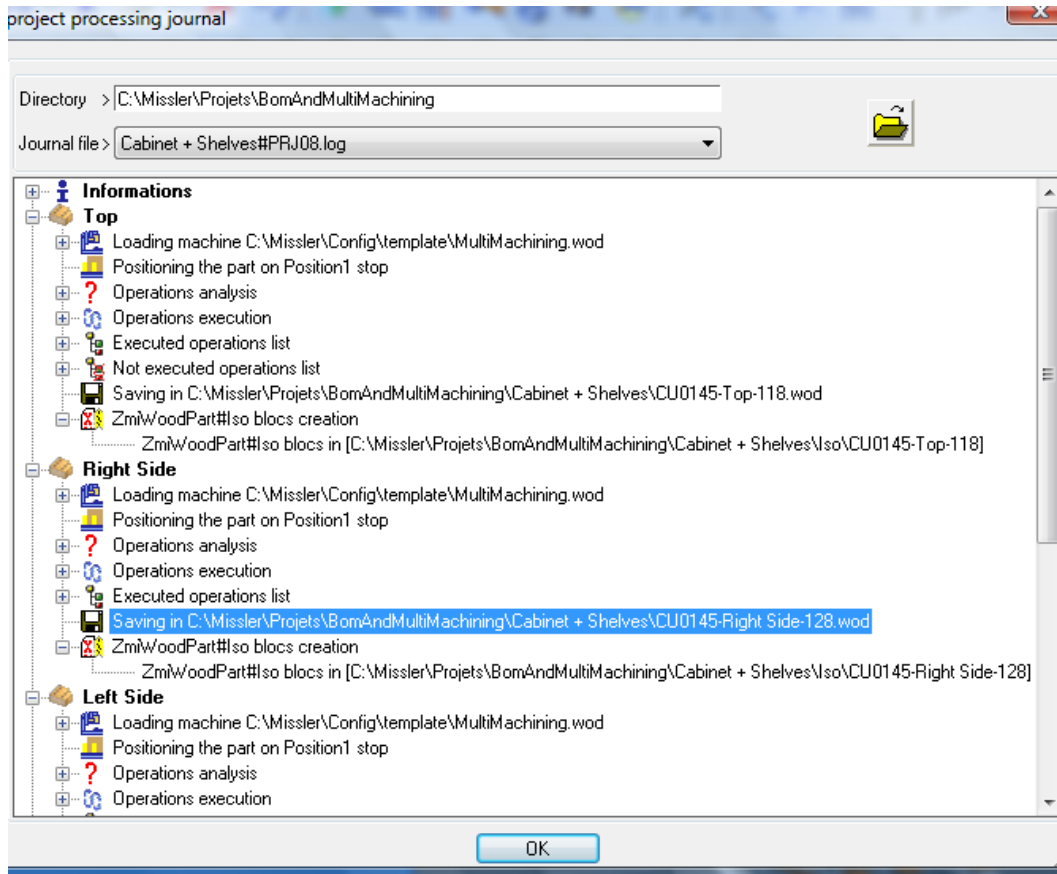 project processing journal
Directory > C:\Missler\Projets\BomAndMultiMachining
Journal file > Cabinet + Shelves#PRJ08.log
Informations
Top
Loading machine C:\Missler\Config\template\MultiMachining.wod
Positioning the part on Position1 stop
? Operations analysis
Operations execution
Executed operations list
Not executed operations list
Saving in C:\Missler\Projets\BomAndMultiMachining\Cabinet + Shelves\CU0145-Top-118.wod
ZmiWoodPart#Iso blocs creation
ZmiWoodPart#Iso blocs in [C:\Missler\Projets\BomAndMultiMachining\Cabinet + Shelves\Iso\CU0145-Top-118]
Right Side
Loading machine C:\Missler\Config\template\MultiMachining.wod
Positioning the part on Position1 stop
? Operations analysis
Operations execution
Executed operations list
Saving in C:\Missler\Projets\BomAndMultiMachining\Cabinet + Shelves\CU0145-Right Side-128.wod
ZmiWoodPart#Iso blocs creation
ZmiWoodPart#Iso blocs in [C:\Missler\Projets\BomAndMultiMachining\Cabinet + Shelves\Iso\CU0145-Right Side-128]
Left Side
Loading machine C:\Missler\Config\template\MultiMachining.wod
Positioning the part on Position1 stop
? Operations analysis
Operations execution
OK